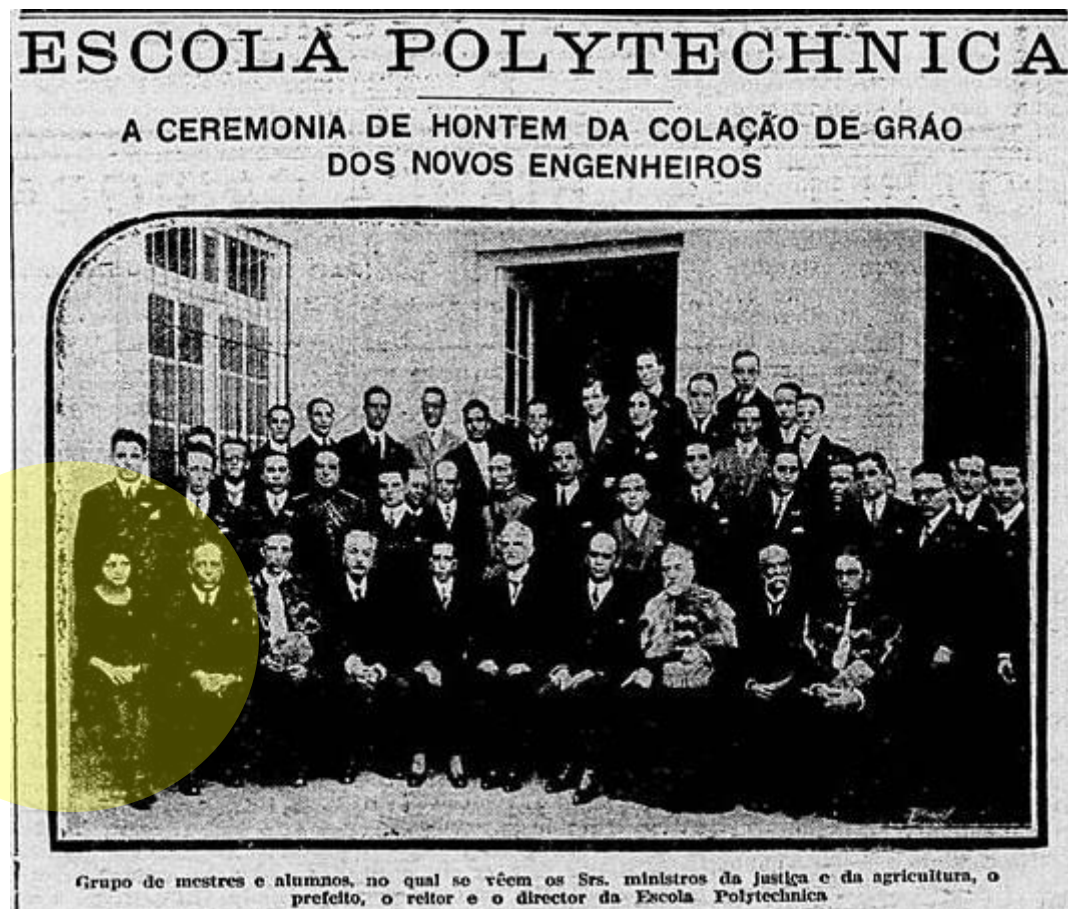 ESCOLA POLYTECHNICA
A CEREMONIA DE HONTEM DA COLAÇÃO DE GRÁO
DOS NOVOS ENGENHEIROS
Grupo de mestres e alumnos, no qual se vêem os Srs. ministros da justiça e da agricultura, o
prefeito, o reitor e o director da Escola Polytechnica